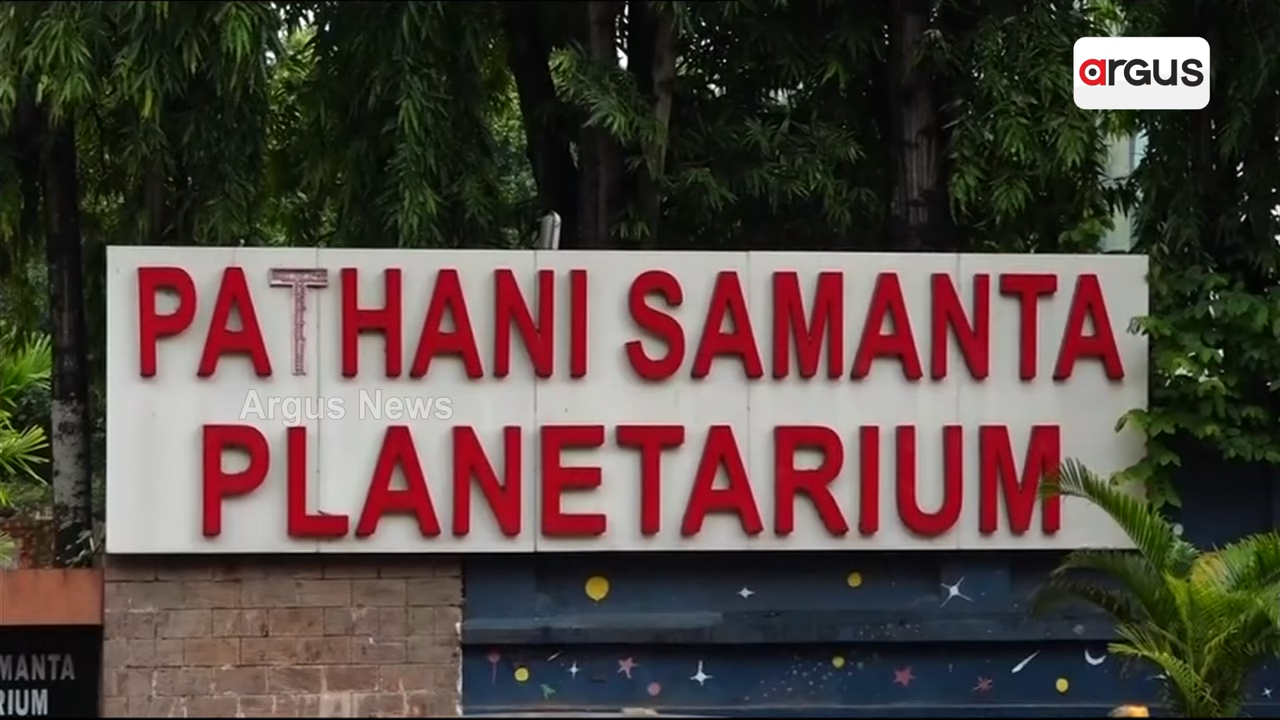 argus
PATHANI SAMANTA
Argus News
PLANETARIUM
MANTA
RIUM